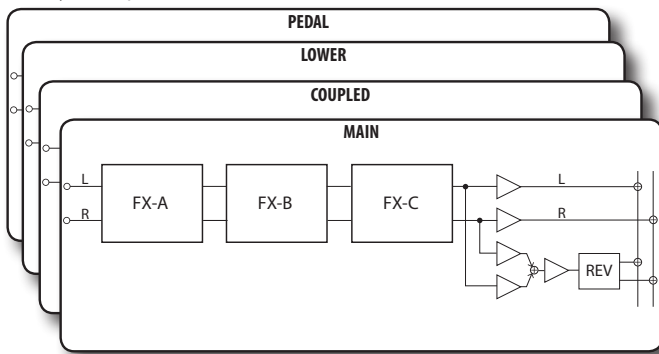 PEDAL
LOWER
COUPLED
MAIN
L
L
FX-A
FX-B
FX-C
R
R
REV